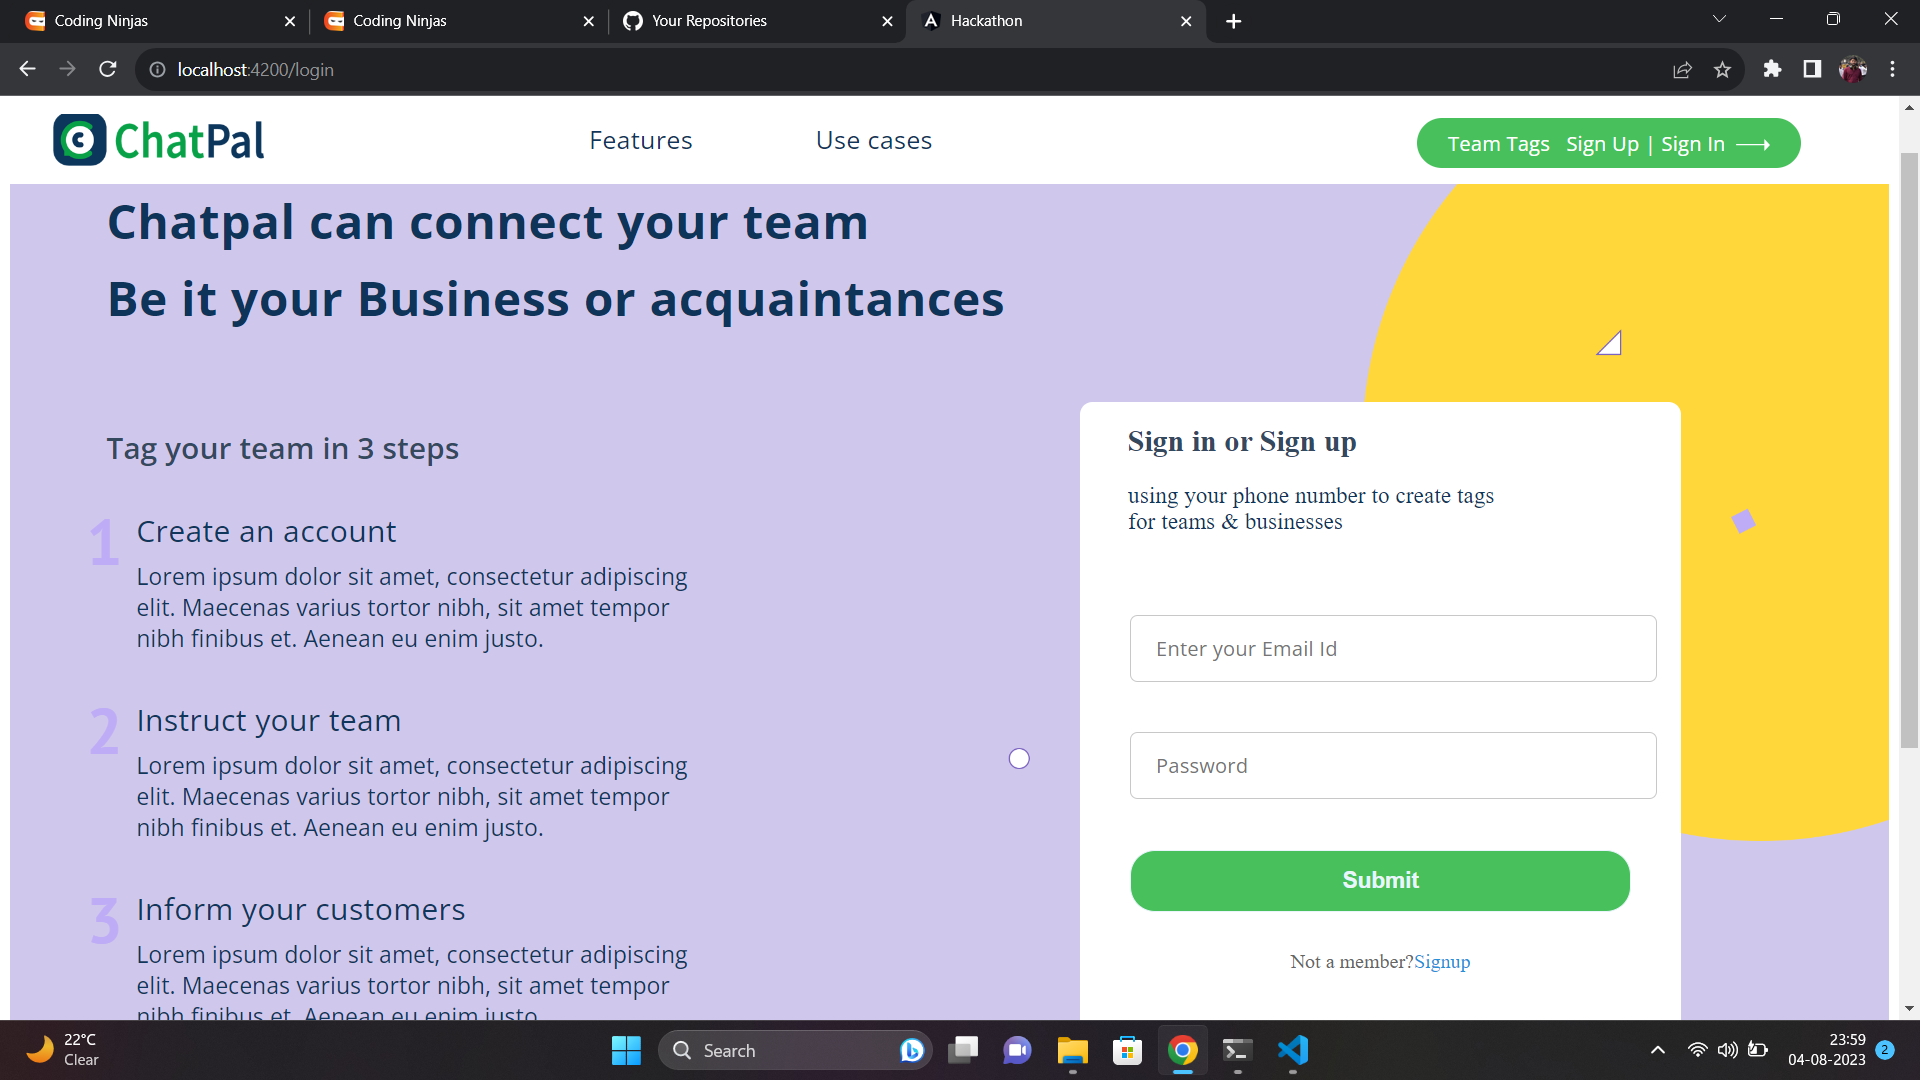 Coding Ninjas
Coding Ninjas
Your Repositories
Hackathon
localhost:4200/login
ChatPal
Features
Use cases
Team Tags Sign Up | Sign In
Chatpal can connect your team
Be it your Business or acquaintances
Tag your team in 3 steps
1
Create an account
Lorem ipsum dolor sit amet, consectetur adipiscing
elit. Maecenas varius tortor nibh, sit amet tempor
nibh finibus et. Aenean eu enim justo.
2
Instruct your team
Lorem ipsum dolor sit amet, consectetur adipiscing
elit. Maecenas varius tortor nibh, sit amet tempor
nibh finibus et. Aenean eu enim justo.
3
Inform your customers
Lorem ipsum dolor sit amet, consectetur adipiscing
elit. Maecenas varius tortor nibh, sit amet tempor
nibh finibus et. Aenean eu enim justo.
Sign in or Sign up
using your phone number to create tags
for teams & businesses
Enter your Email Id
Password
Submit
Not a member?Signup
22°C
Clear
Search
23:59
04-08-2023
2